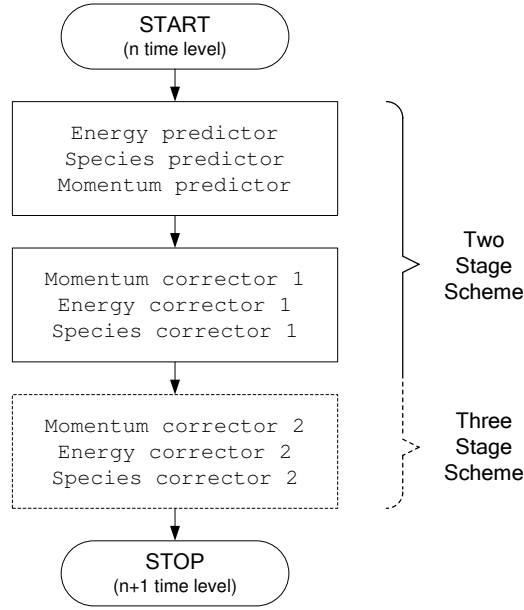 START
(n time level)
Energy predictor
Species predictor
Momentum predictor
Momentum corrector 1
Energy corrector 1
Species corrector 1
Two
Stage
Scheme
Momentum corrector 2
Energy corrector 2
Species corrector 2
Three
Stage
Scheme
STOP
(n+1 time level)